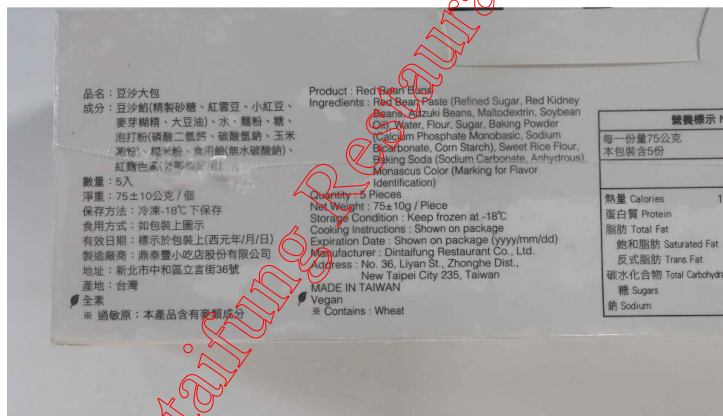 品名：豆沙大包
成分：豆沙餡(精製砂糖、紅雲豆、小紅豆、
麥芽糊精、大豆油)、水、麵粉、糖、
泡打粉(磷酸二氫鈣、碳酸氫鈉、玉米
澱粉)、糯米粉、食用鹼(無水碳酸鈉)、
紅麴色素
數量：5入
淨重：75±10公克/個
保存方法：冷凍-18℃下保存
食用方式：如包裝上圖示
有效日期：標示於包裝上(西元年/月/日)
製造廠商：鼎泰豐小吃店股份有限公司
地址：新北市中和區立言街36號
產地：台灣
全素
※ 過敏原：本產品含有麥類成分
Product : Red Bean Buns
Ingredients : Red Bean Paste (Refined Sugar, Red Kidney
Beans, Adzuki Beans, Maltodextrin, Soybean
Oil), Water, Flour, Sugar, Baking Powder
(Calcium Phosphate Monobasic, Sodium
Bicarbonate, Corn Starch), Sweet Rice Flour,
Baking Soda (Sodium Carbonate, Anhydrous),
Monascus Color (Marking for Flavor
Identification)
Quantity : 5 Pieces
Net Weight : 75±10g / Piece
Storage Condition : Keep frozen at -18℃
Cooking Instructions : Shown on package
Expiration Date : Shown on package (yyyy/mm/dd)
Manufacturer : Dintaifung Restaurant Co., Ltd.
Address : No. 36, Liyan St., Zhonghe Dist.,
New Taipei City 235, Taiwan
MADE IN TAIWAN
Vegan
※ Contains : Wheat
營養標示 N
每一份量75公克
本包裝含5份
熱量 Calories 1
蛋白質 Protein
脂肪 Total Fat
飽和脂肪 Saturated Fat
反式脂肪 Trans Fat
碳水化合物 Total Carbohydr
糖 Sugars
鈉 Sodium
taifung Restaur